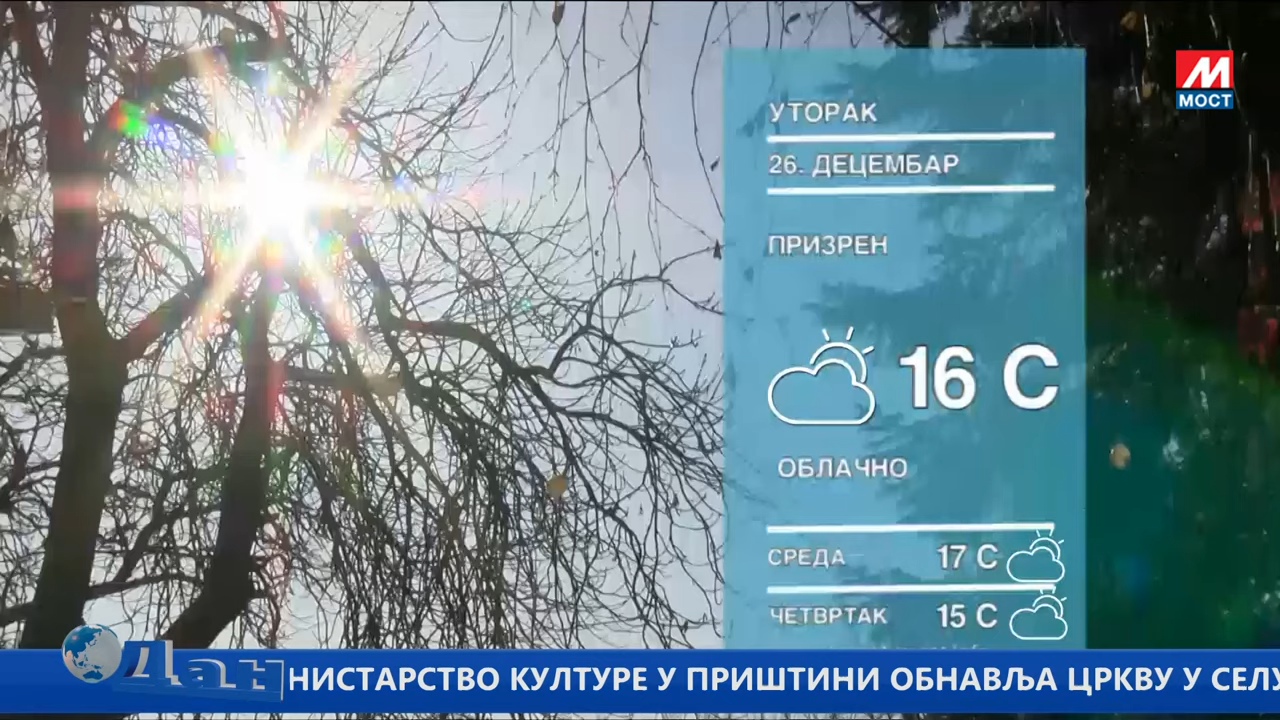 М
МОСТ
УТОРАК
26. ДЕЦЕМБАР
ПРИЗРЕН
16 C
ОБЛАЧНО
СРЕДА 17 C
ЧЕТВРТАК 15 C
Дан
НИСТАРСТВО КУЛТУРЕ У ПРИШТИНИ ОБНАВЉА ЦРКВУ У СЕЛУ